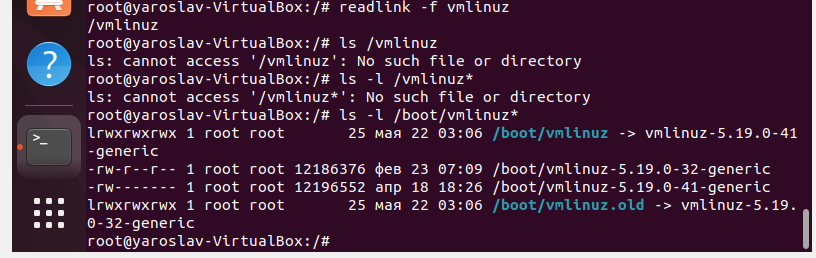 root@yaroslav-VirtualBox:/# readlink -f vmlinuz
/vmlinuz
root@yaroslav-VirtualBox:/# ls /vmlinuz
ls: cannot access '/vmlinuz': No such file or directory
root@yaroslav-VirtualBox:/# ls -l /vmlinuz*
ls: cannot access '/vmlinuz*': No such file or directory
root@yaroslav-VirtualBox:/# ls -l /boot/vmlinuz*
lrwxrwxrwx 1 root root       25 мая 22 03:06 /boot/vmlinuz -> vmlinuz-5.19.0-41
-generic
-rw-r--r-- 1 root root 12186376 фев 23 07:09 /boot/vmlinuz-5.19.0-32-generic
-rw------- 1 root root 12196552 апр 18 18:26 /boot/vmlinuz-5.19.0-41-generic
lrwxrwxrwx 1 root root       25 мая 22 03:06 /boot/vmlinuz.old -> vmlinuz-5.19.
0-32-generic
root@yaroslav-VirtualBox:/#